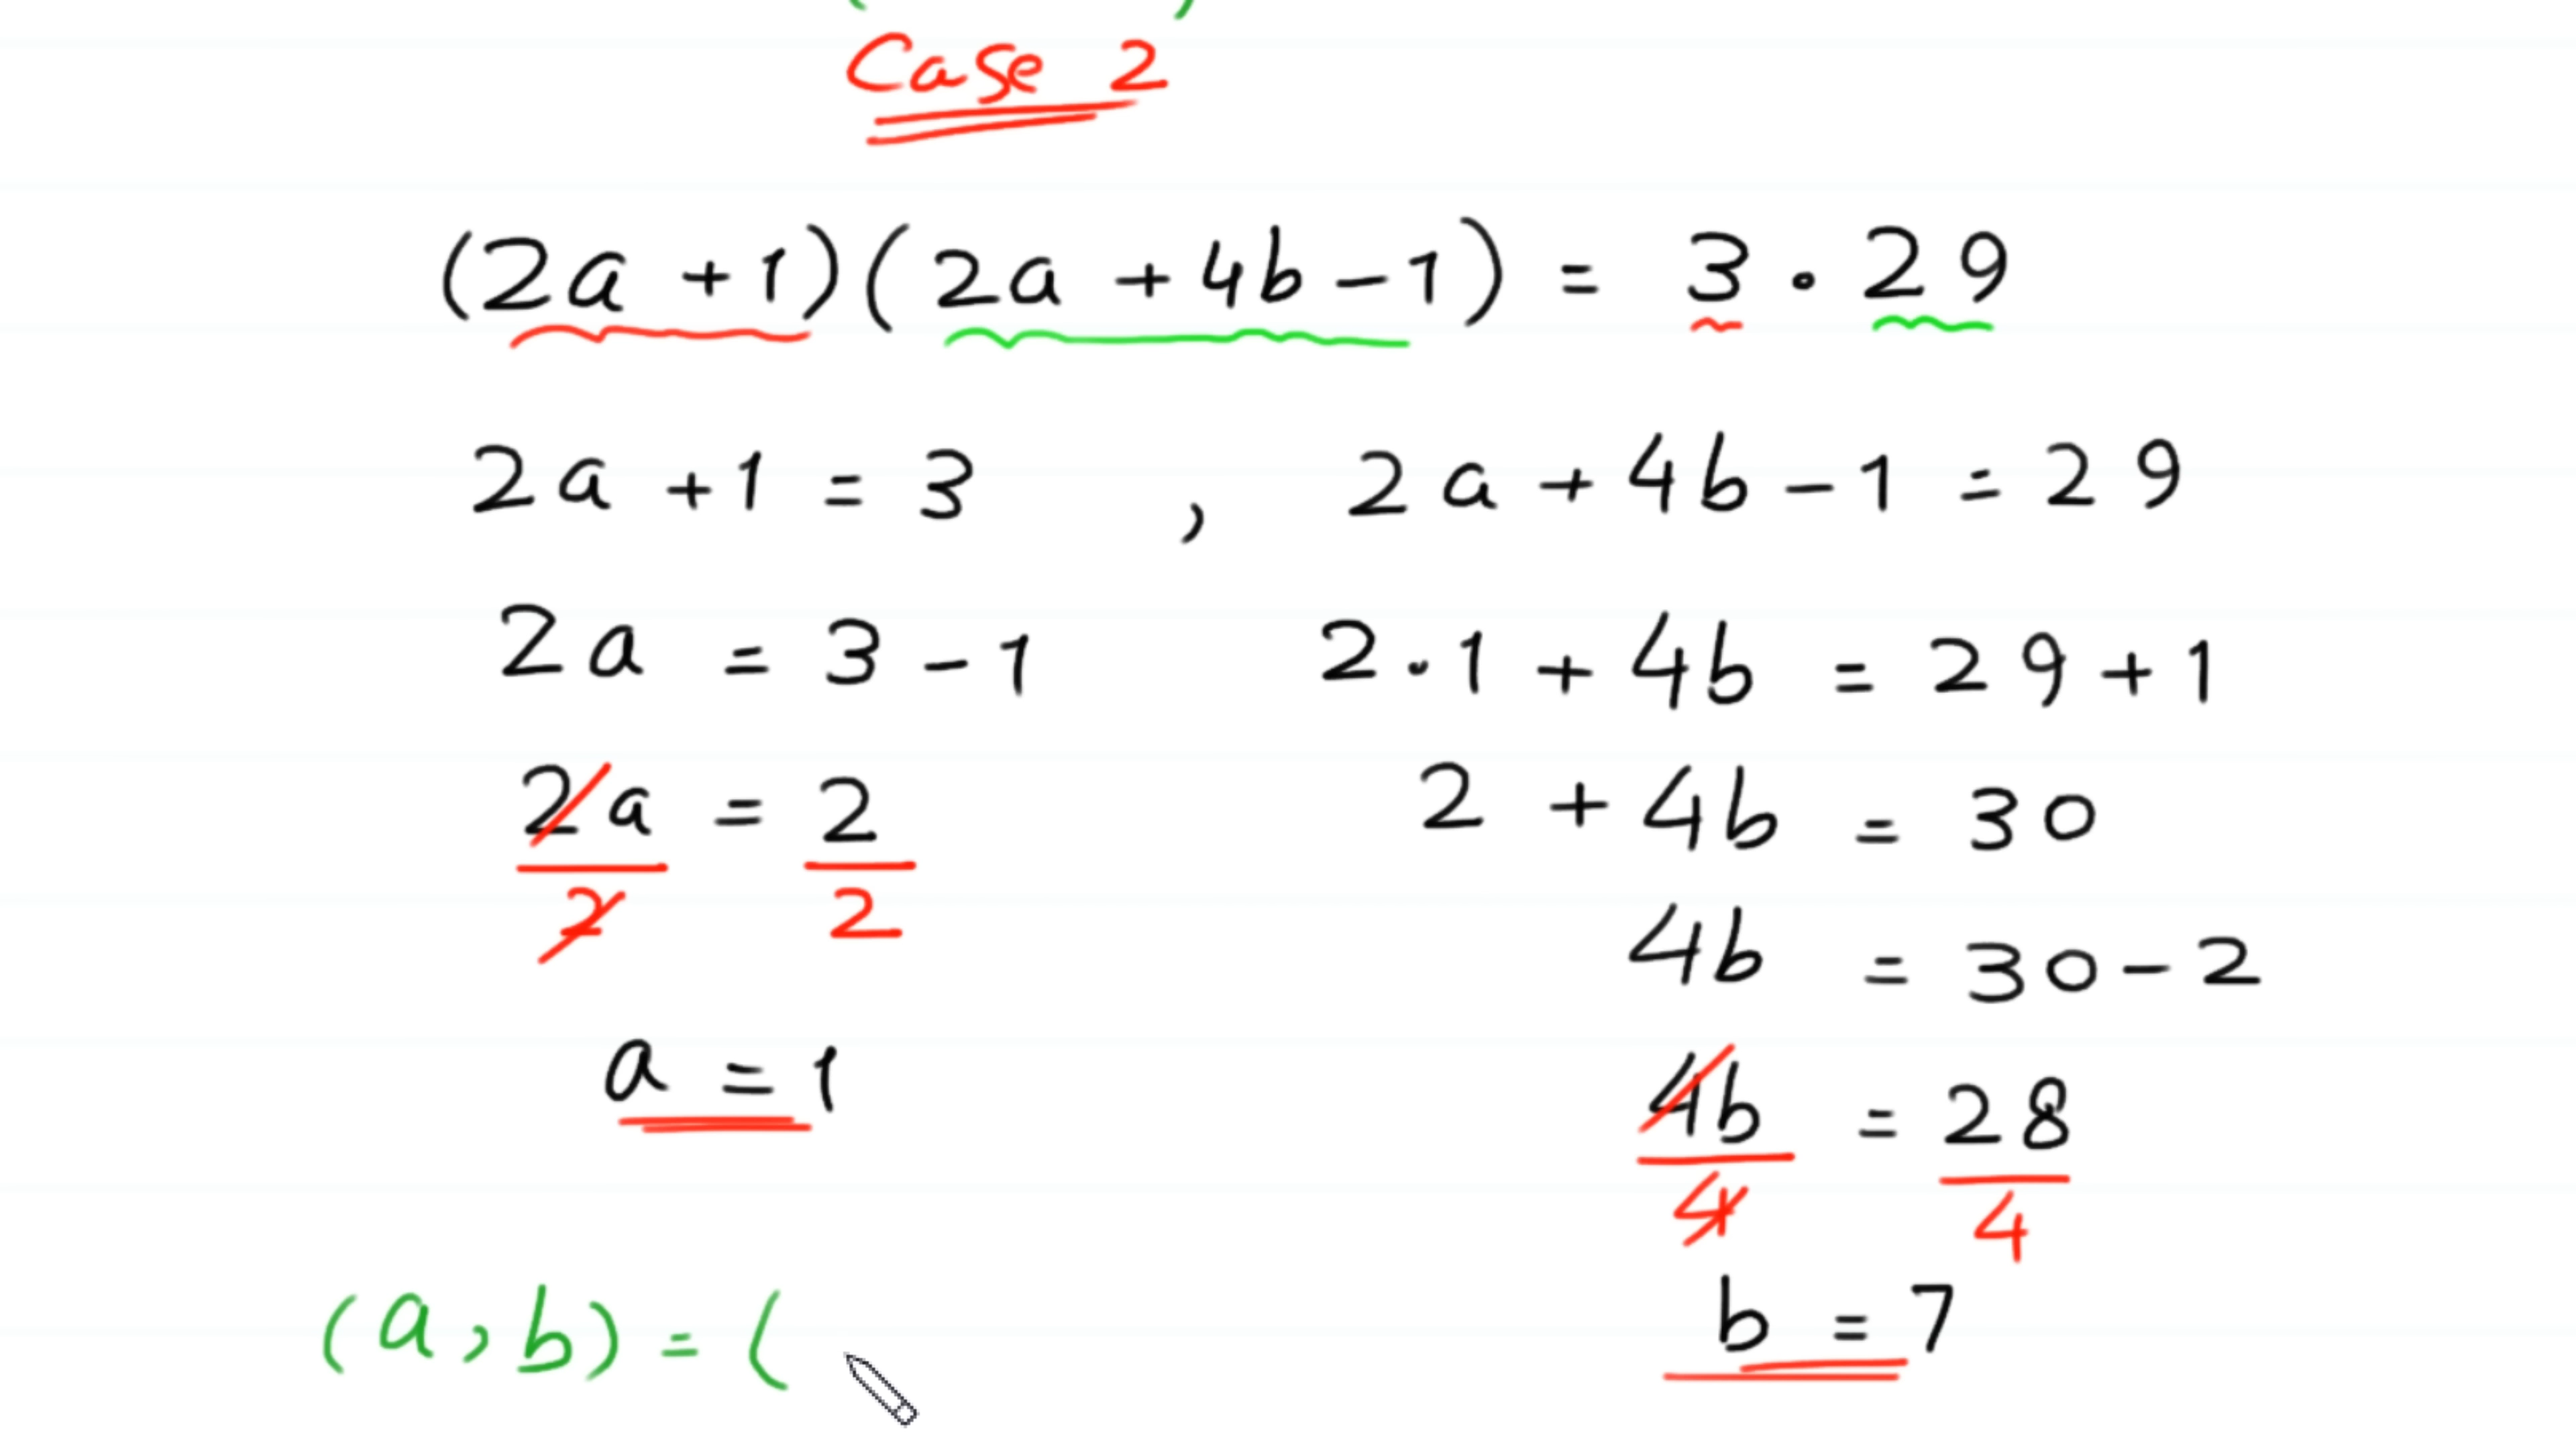 Case 2
(2a + 1)(2a + 4b - 1) = 3 · 29
2a + 1 = 3 , 2a + 4b - 1 = 29
2a = 3 - 1 2·1 + 4b = 29 + 1
2a = 2 2 + 4b = 30
2 2 4b = 30 - 2
a = 1 4b = 28
4 4
(a, b) = ( b = 7